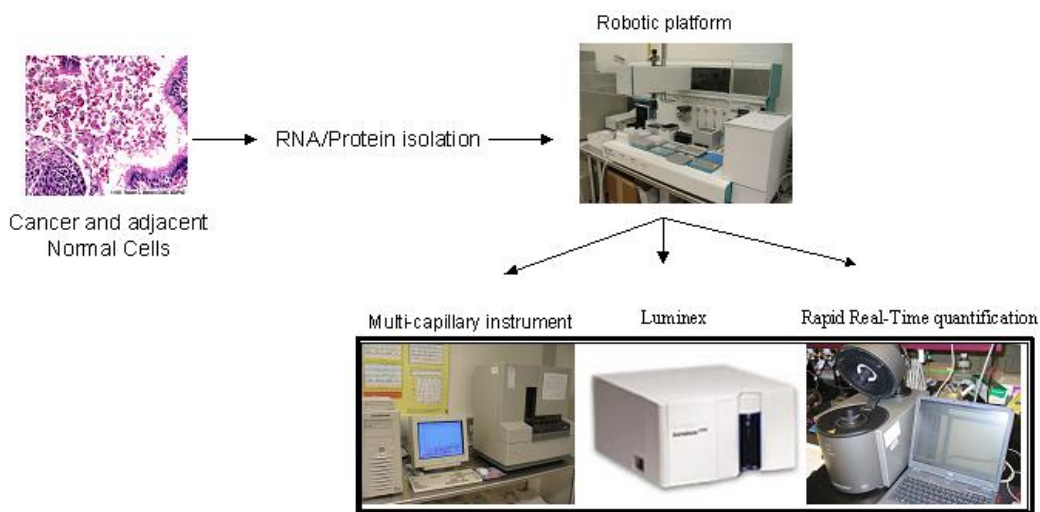 Robotic platform
RNA/Protein isolation
Cancer and adjacent
Normal Cells
Multi-capillary instrument
Luminex
Rapid Real-Time quantification